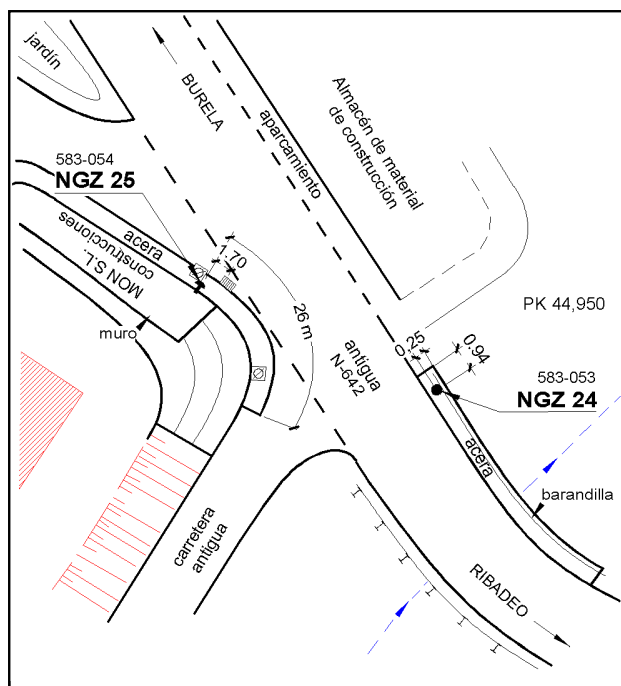 jardín
BURELA
aparcamiento
Almacén de material
de construcción
583-054
NGZ 25
acera
construcciones
MON S.L.
muro
1.70
26 m
antigua
N-642
PK 44,950
0.25
0.94
583-053
NGZ 24
acera
barandilla
carretera
antigua
RIBADEO